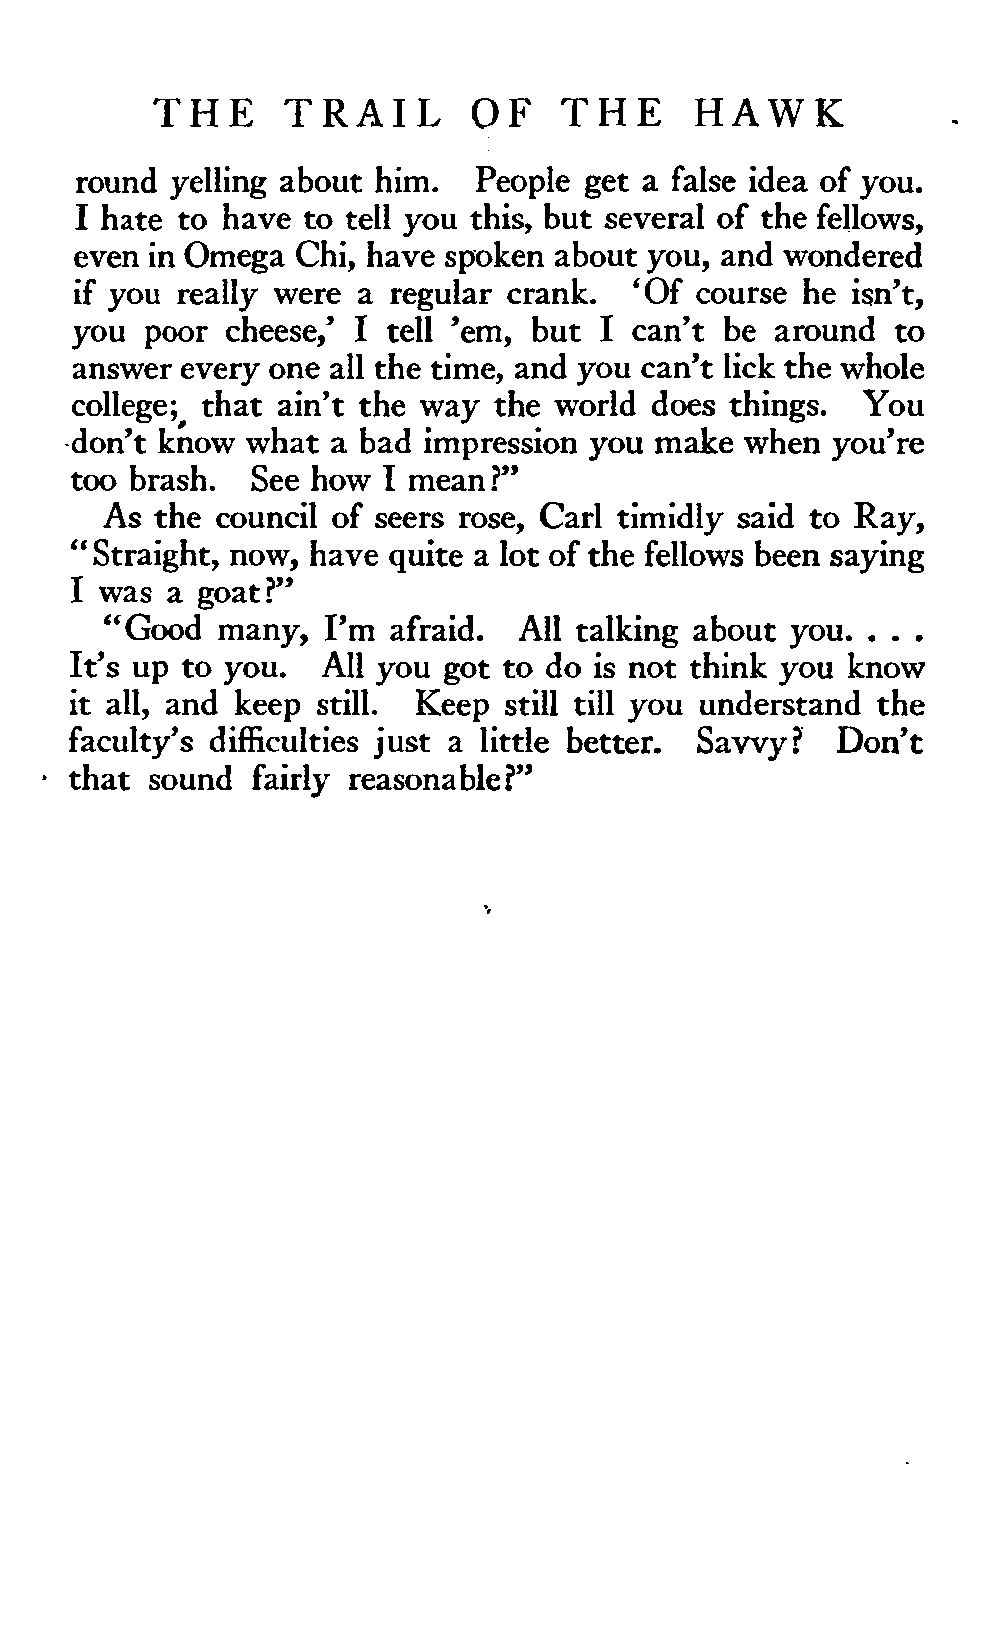 THE TRAIL OF THE HAWK
round yelling about him. People get a false idea of you.
I hate to have to tell you this, but several of the fellows,
even in Omega Chi, have spoken about you, and wondered
if you really were a regular crank. ‘Of course he isn’t,
you poor cheese,’ I tell ’em, but I can’t be around to
answer every one all the time, and you can’t lick the whole
college; that ain’t the way the world does things. You
don’t know what a bad impression you make when you’re
too brash. See how I mean?”
As the council of seers rose, Carl timidly said to Ray,
“Straight, now, have quite a lot of the fellows been saying
I was a goat?”
“Good many, I’m afraid. All talking about you. . . .
It’s up to you. All you got to do is not think you know
it all, and keep still. Keep still till you understand the
faculty’s difficulties just a little better. Savvy? Don’t
that sound fairly reasonable?”